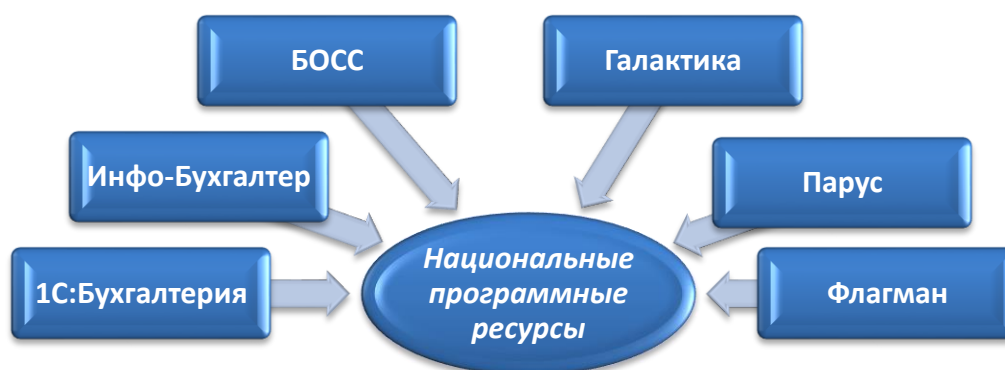 БОСС
Галактика
Инфо-Бухгалтер
Парус
1С:Бухгалтерия
Национальные
программные
ресурсы
Флагман